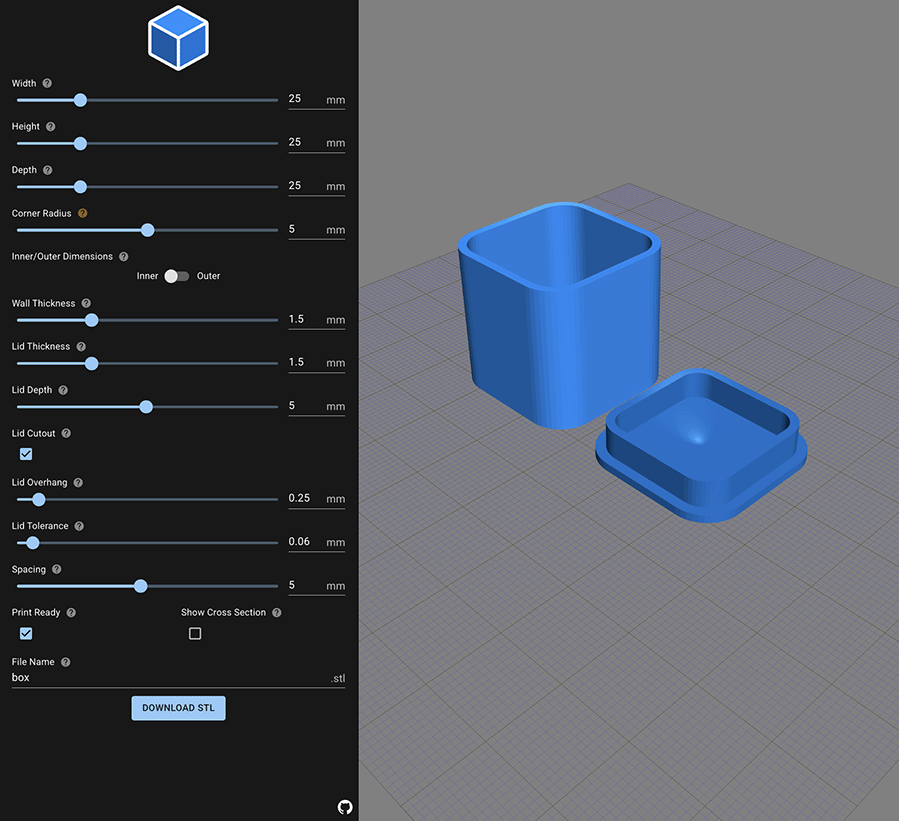 Width
25 mm
Height
25 mm
Depth
25 mm
Corner Radius
5 mm
Inner/Outer Dimensions
Inner Outer
Wall Thickness
1.5 mm
Lid Thickness
1.5 mm
Lid Depth
5 mm
Lid Cutout
Lid Overhang
0.25 mm
Lid Tolerance
0.06 mm
Spacing
5 mm
Print Ready Show Cross Section
File Name
box .stl
DOWNLOAD STL